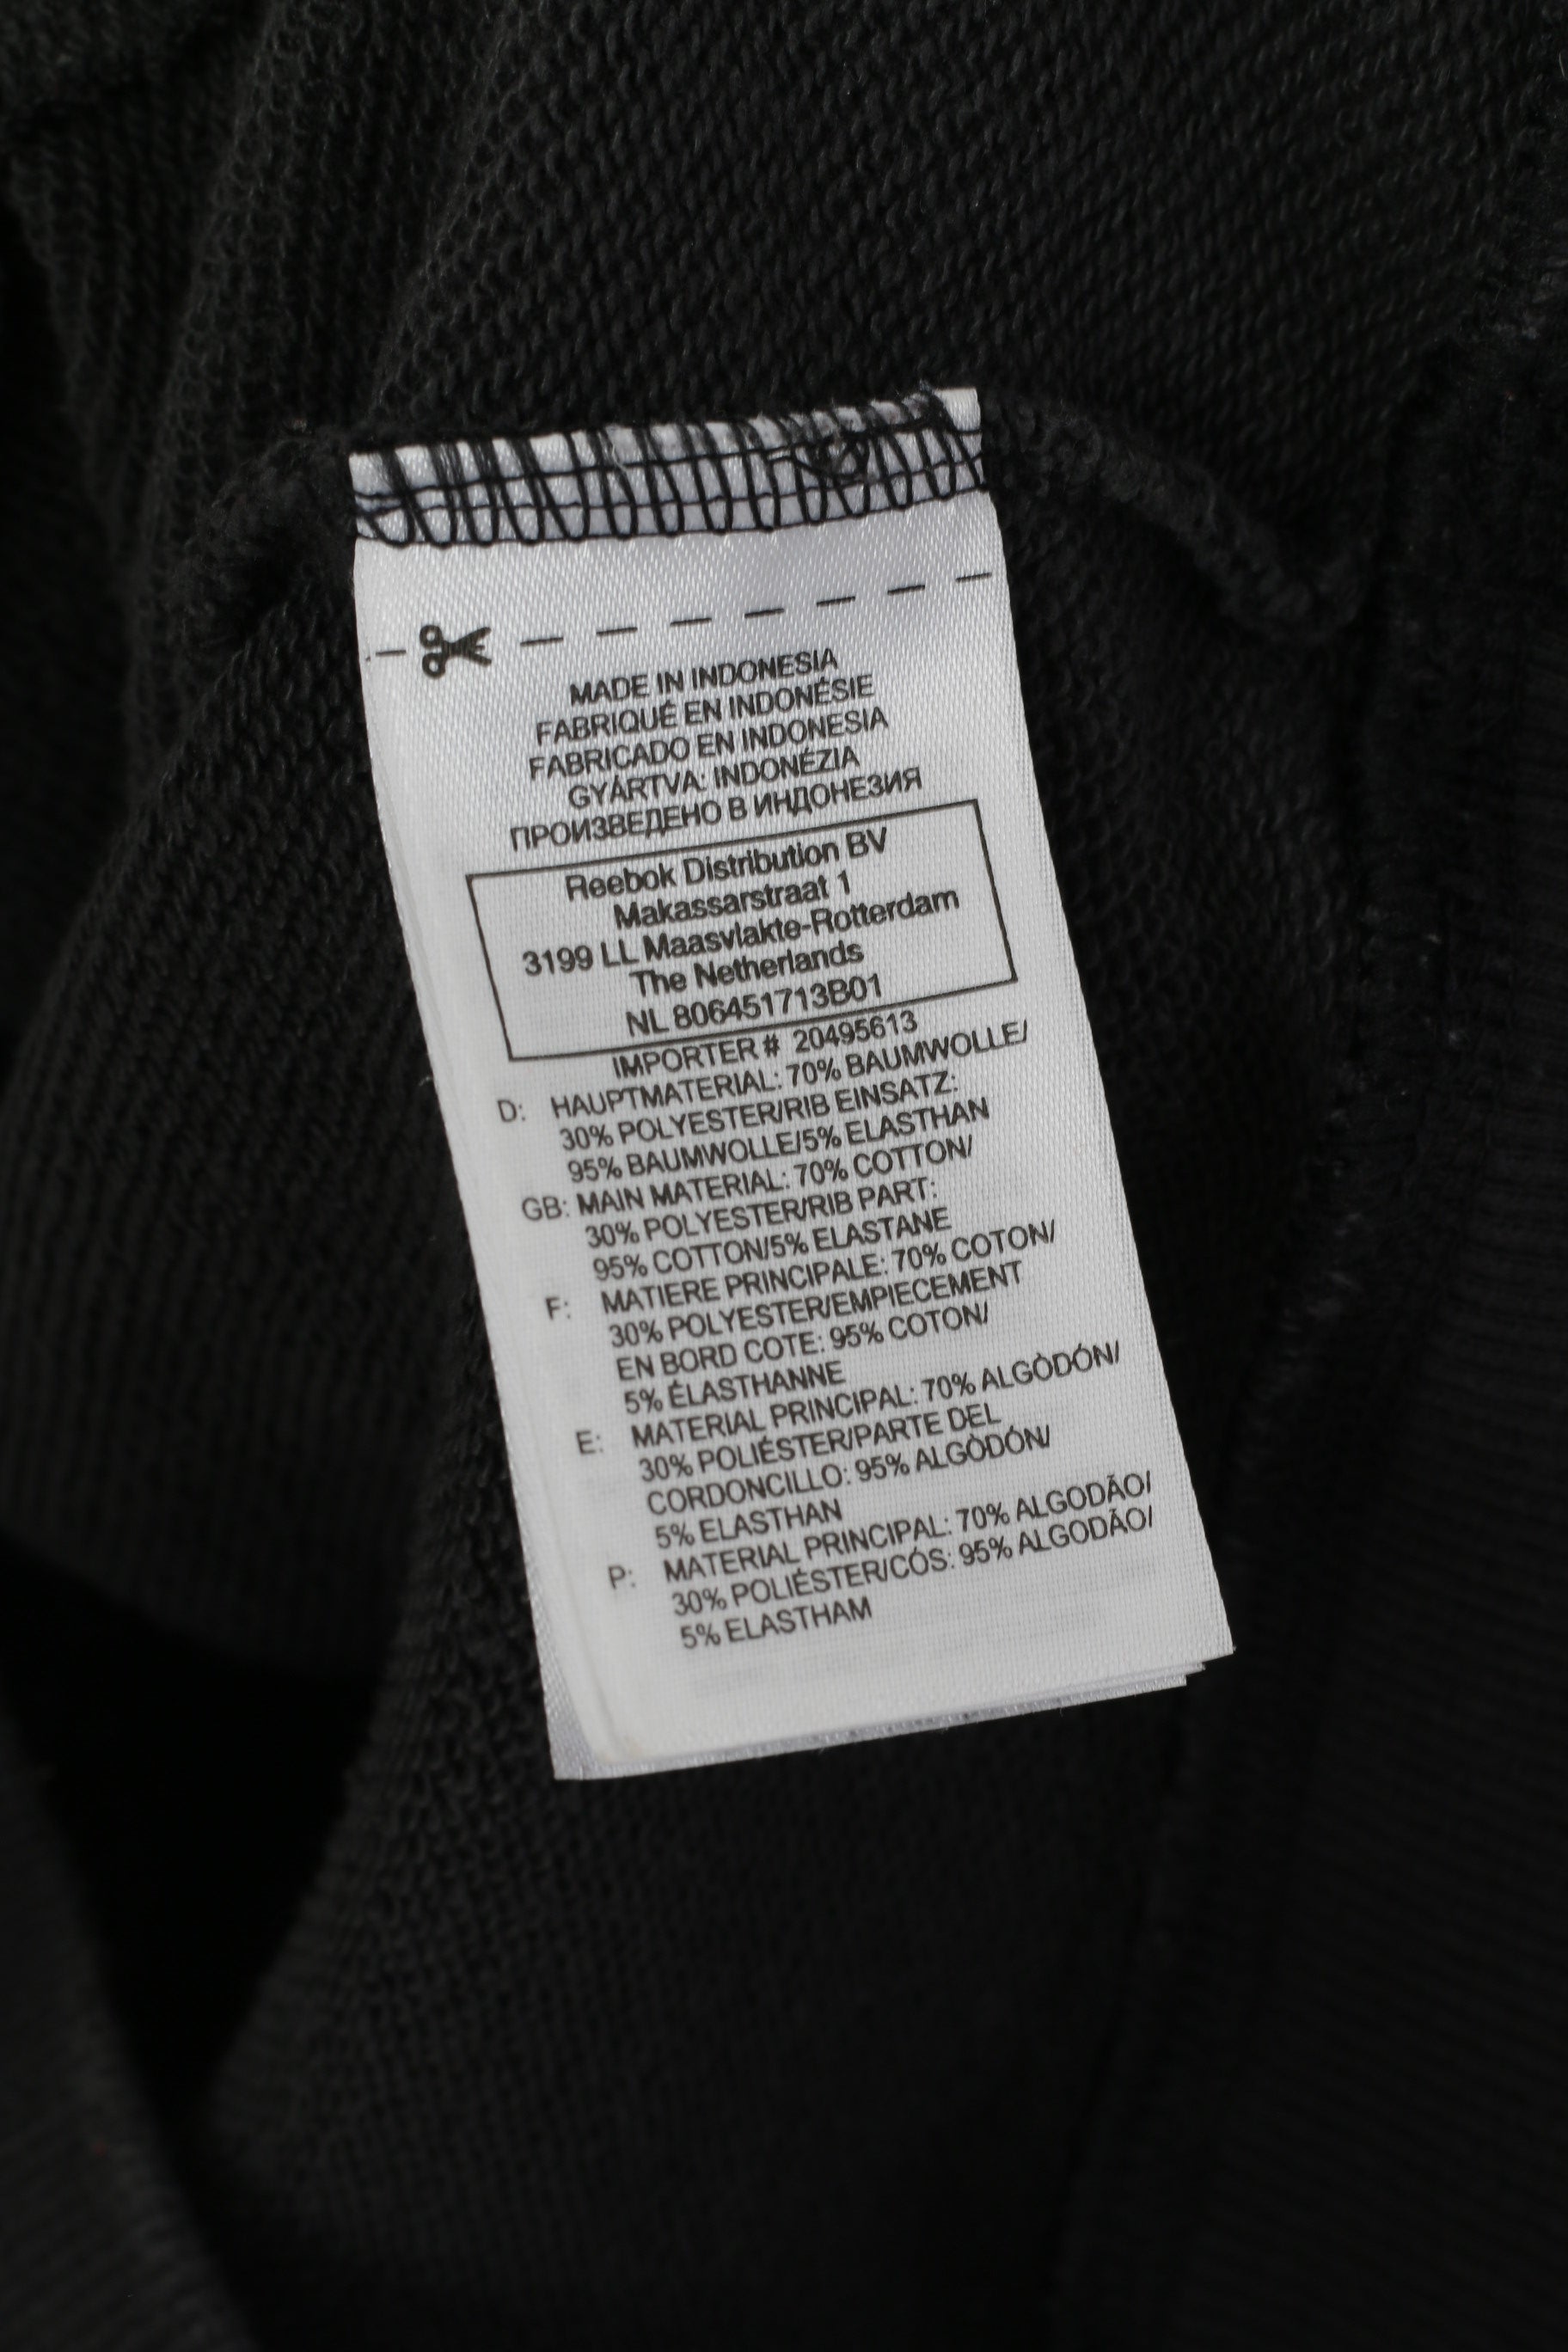 MADE IN INDONESIA
FABRIQUÉ EN INDONÉSIE
FABRICADO EN INDONESIA
GYÁRTVA: INDONÉZIA
ПРОИЗВЕДЕНО В ИНДОНЕЗИЯ
Reebok Distribution BV
Makassarstraat 1
3199 LL Maasvlakte-Rotterdam
The Netherlands
NL 806451713B01
IMPORTER # 20495613
D: HAUPTMATERIAL: 70% BAUMWOLLE/
30% POLYESTER/RIB EINSATZ:
95% BAUMWOLLE/5% ELASTHAN
GB: MAIN MATERIAL: 70% COTTON/
30% POLYESTER/RIB PART:
95% COTTON/5% ELASTANE
F: MATIERE PRINCIPALE: 70% COTON/
30% POLYESTER/EMPIECEMENT
EN BORD COTE: 95% COTON/
5% ÉLASTHANNE
E: MATERIAL PRINCIPAL: 70% ALGÒDÓN/
30% POLIÉSTER/PARTE DEL
CORDONCILLO: 95% ALGÒDÓN/
5% ELASTHAN
P: MATERIAL PRINCIPAL: 70% ALGODÃO/
30% POLIÉSTER/CÓS: 95% ALGODÃO/
5% ELASTHAM